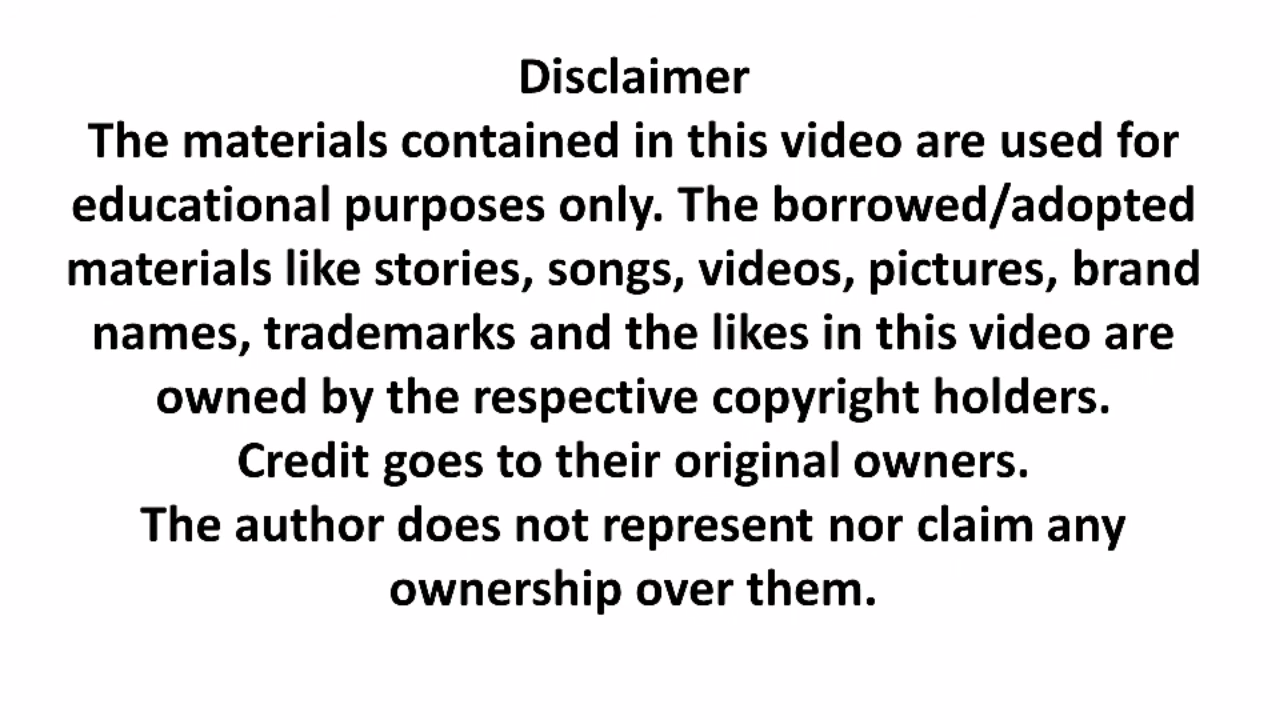 Disclaimer
The materials contained in this video are used for
educational purposes only. The borrowed/adopted
materials like stories, songs, videos, pictures, brand
names, trademarks and the likes in this video are
owned by the respective copyright holders.
Credit goes to their original owners.
The author does not represent nor claim any
ownership over them.